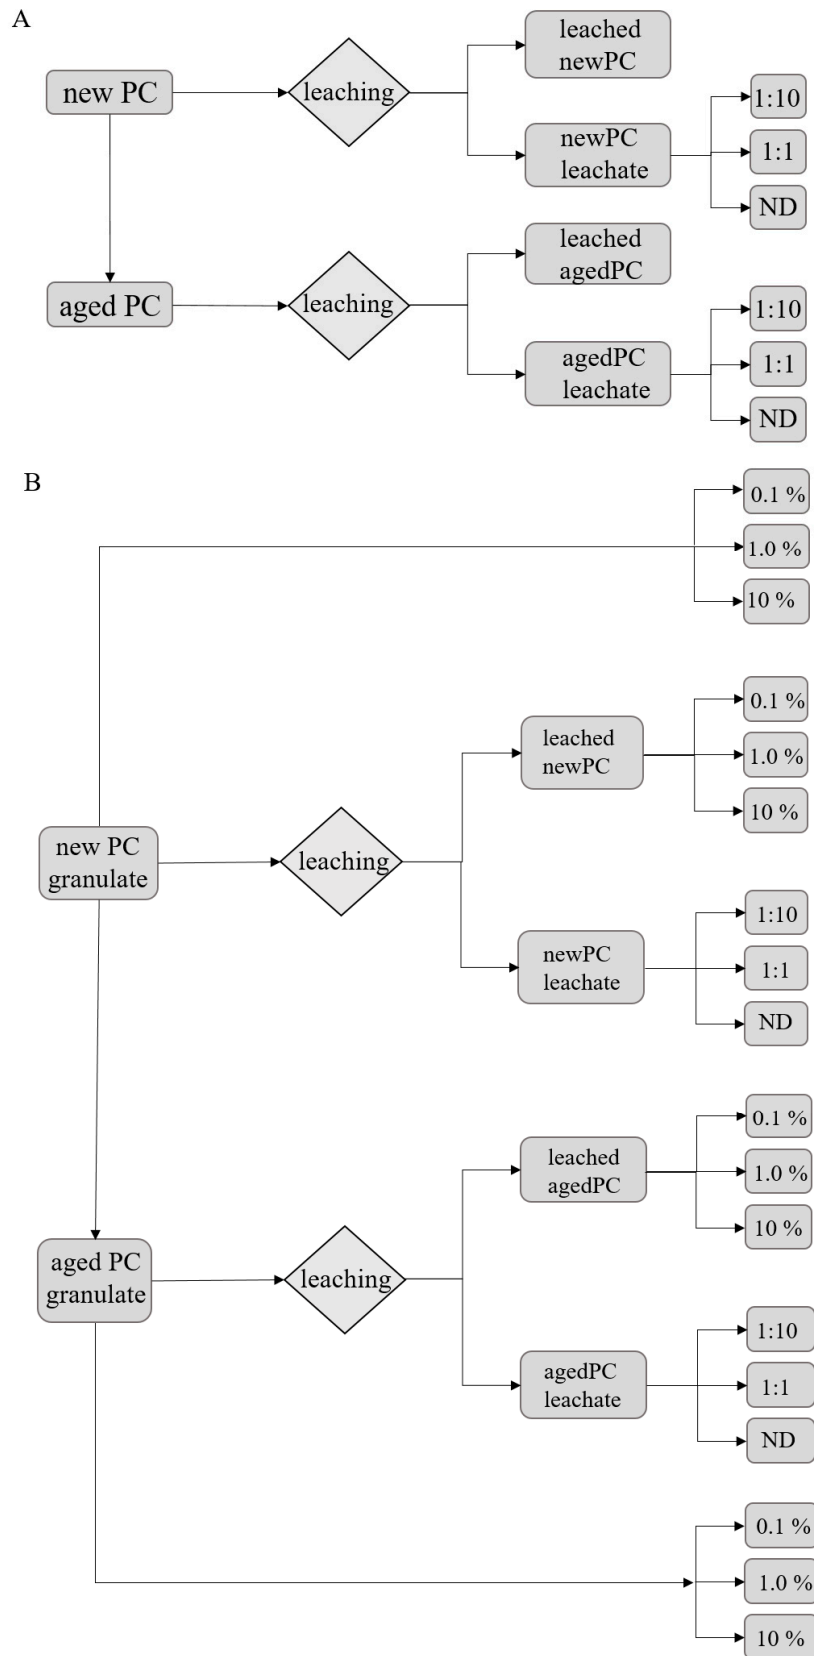 A
new PC
leaching
leached
newPC
newPC
leachate
1:10
1:1
ND
aged PC
leaching
leached
agedPC
agedPC
leachate
1:10
1:1
ND
B
0.1 %
1.0 %
10 %
new PC
granulate
leaching
leached
newPC
0.1 %
1.0 %
10 %
newPC
leachate
1:10
1:1
ND
aged PC
granulate
leaching
leached
agedPC
0.1 %
1.0 %
10 %
agedPC
leachate
1:10
1:1
ND
0.1 %
1.0 %
10 %